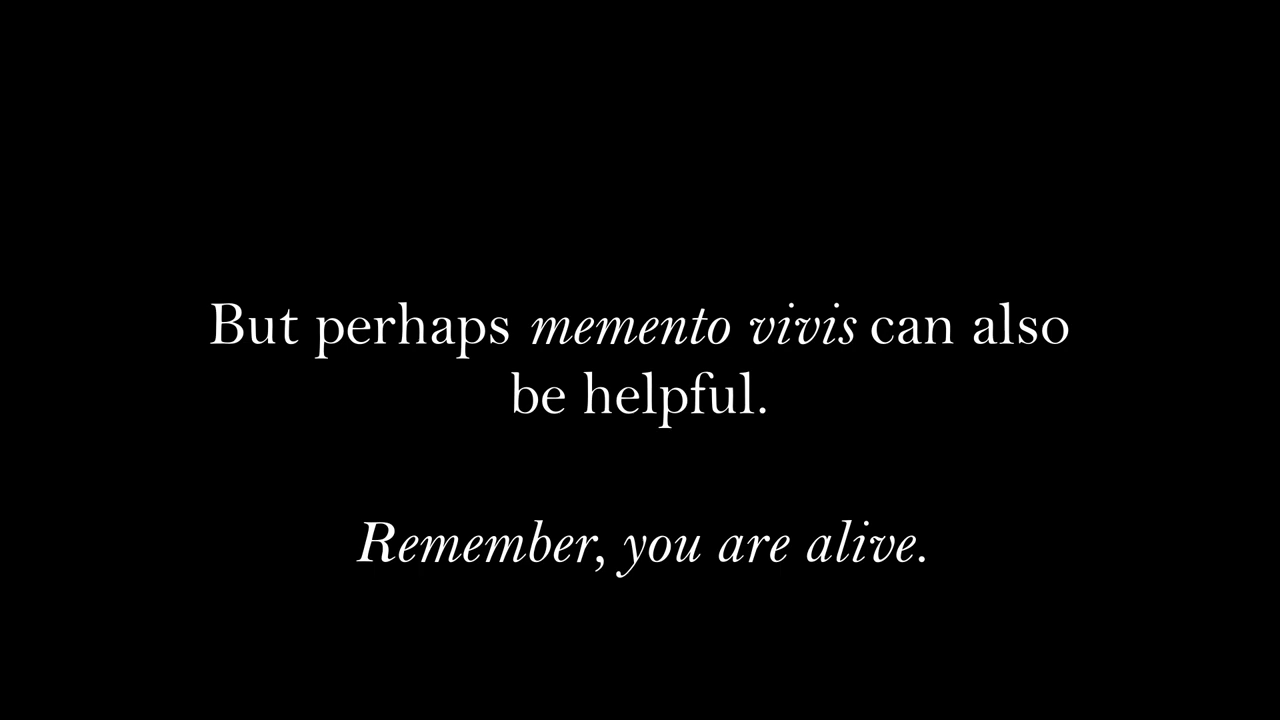 But perhaps memento vivis can also
be helpful.
Remember, you are alive.